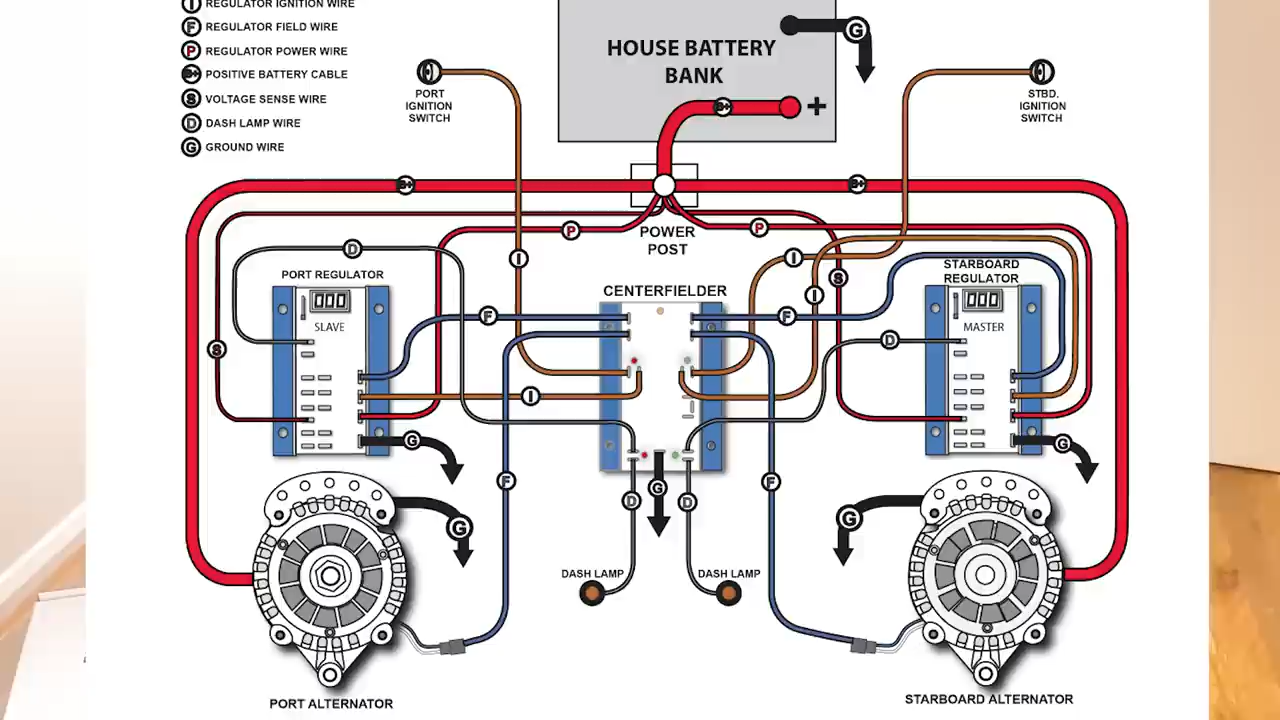 I REGULATOR IGNITION WIRE
F REGULATOR FIELD WIRE
P REGULATOR POWER WIRE
B+ POSITIVE BATTERY CABLE
S VOLTAGE SENSE WIRE
D DASH LAMP WIRE
G GROUND WIRE
HOUSE BATTERY
BANK
G
B+
+
PORT
IGNITION
SWITCH
STBD.
IGNITION
SWITCH
B+
B+
POWER
POST
P
P
D
I
I
S
I
PORT REGULATOR
000
SLAVE
CENTERFIELDER
STARBOARD
REGULATOR
000
MASTER
F
F
S
D
I
G
G
F
F
D
G
D
G
G
DASH LAMP
DASH LAMP
PORT ALTERNATOR
STARBOARD ALTERNATOR